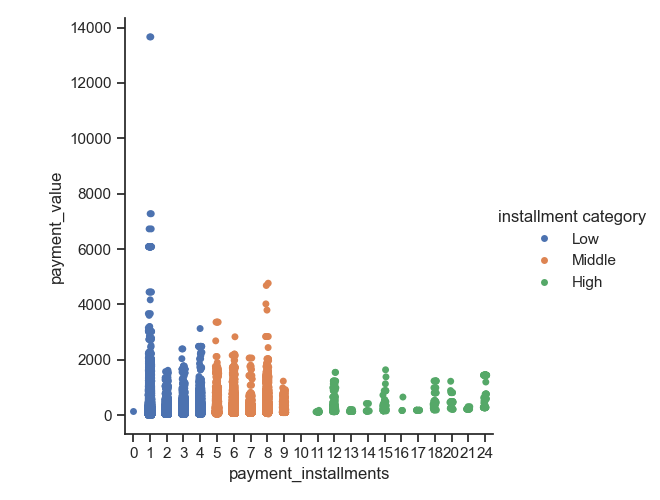 14000
12000
10000
8000
6000
4000
2000
0
payment_value
0 1 2 3 4 5 6 7 8 9 10 11 12 13 14 15 16 17 18 20 21 24
payment_installments
installment category
Low
Middle
High